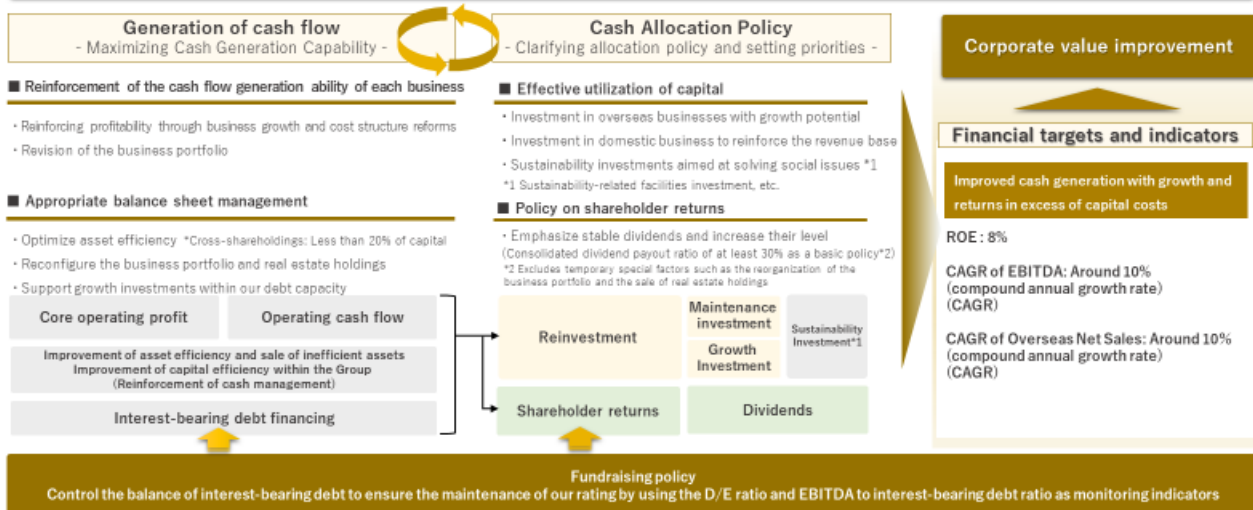 Generation of cash flow
- Maximizing Cash Generation Capability -
■ Reinforcement of the cash flow generation ability of each business
・Reinforcing profitability through business growth and cost structure reforms
・Revision of the business portfolio
■ Appropriate balance sheet management
・Optimize asset efficiency *Cross-shareholdings: Less than 20% of capital
・Reconfigure the business portfolio and real estate holdings
・Support growth investments within our debt capacity
Core operating profit
Operating cash flow
Improvement of asset efficiency and sale of inefficient assets
Improvement of capital efficiency within the Group
(Reinforcement of cash management)
Interest-bearing debt financing
Cash Allocation Policy
- Clarifying allocation policy and setting priorities -
■ Effective utilization of capital
・Investment in overseas businesses with growth potential
・Investment in domestic business to reinforce the revenue base
・Sustainability investments aimed at solving social issues *1
*1 Sustainability-related facilities investment, etc.
■ Policy on shareholder returns
・Emphasize stable dividends and increase their level
(Consolidated dividend payout ratio of at least 30% as a basic policy*2)
*2 Excludes temporary special factors such as the reorganization of the
business portfolio and the sale of real estate holdings
Reinvestment
Maintenance
investment
Growth
Investment
Sustainability
Investment*1
Shareholder returns
Dividends
Corporate value improvement
Financial targets and indicators
Improved cash generation with growth and
returns in excess of capital costs
ROE: 8%
CAGR of EBITDA: Around 10%
(compound annual growth rate)
(CAGR)
CAGR of Overseas Net Sales: Around 10%
(compound annual growth rate)
(CAGR)
Fundraising policy
Control the balance of interest-bearing debt to ensure the maintenance of our rating by using the D/E ratio and EBITDA to interest-bearing debt ratio as monitoring indicators